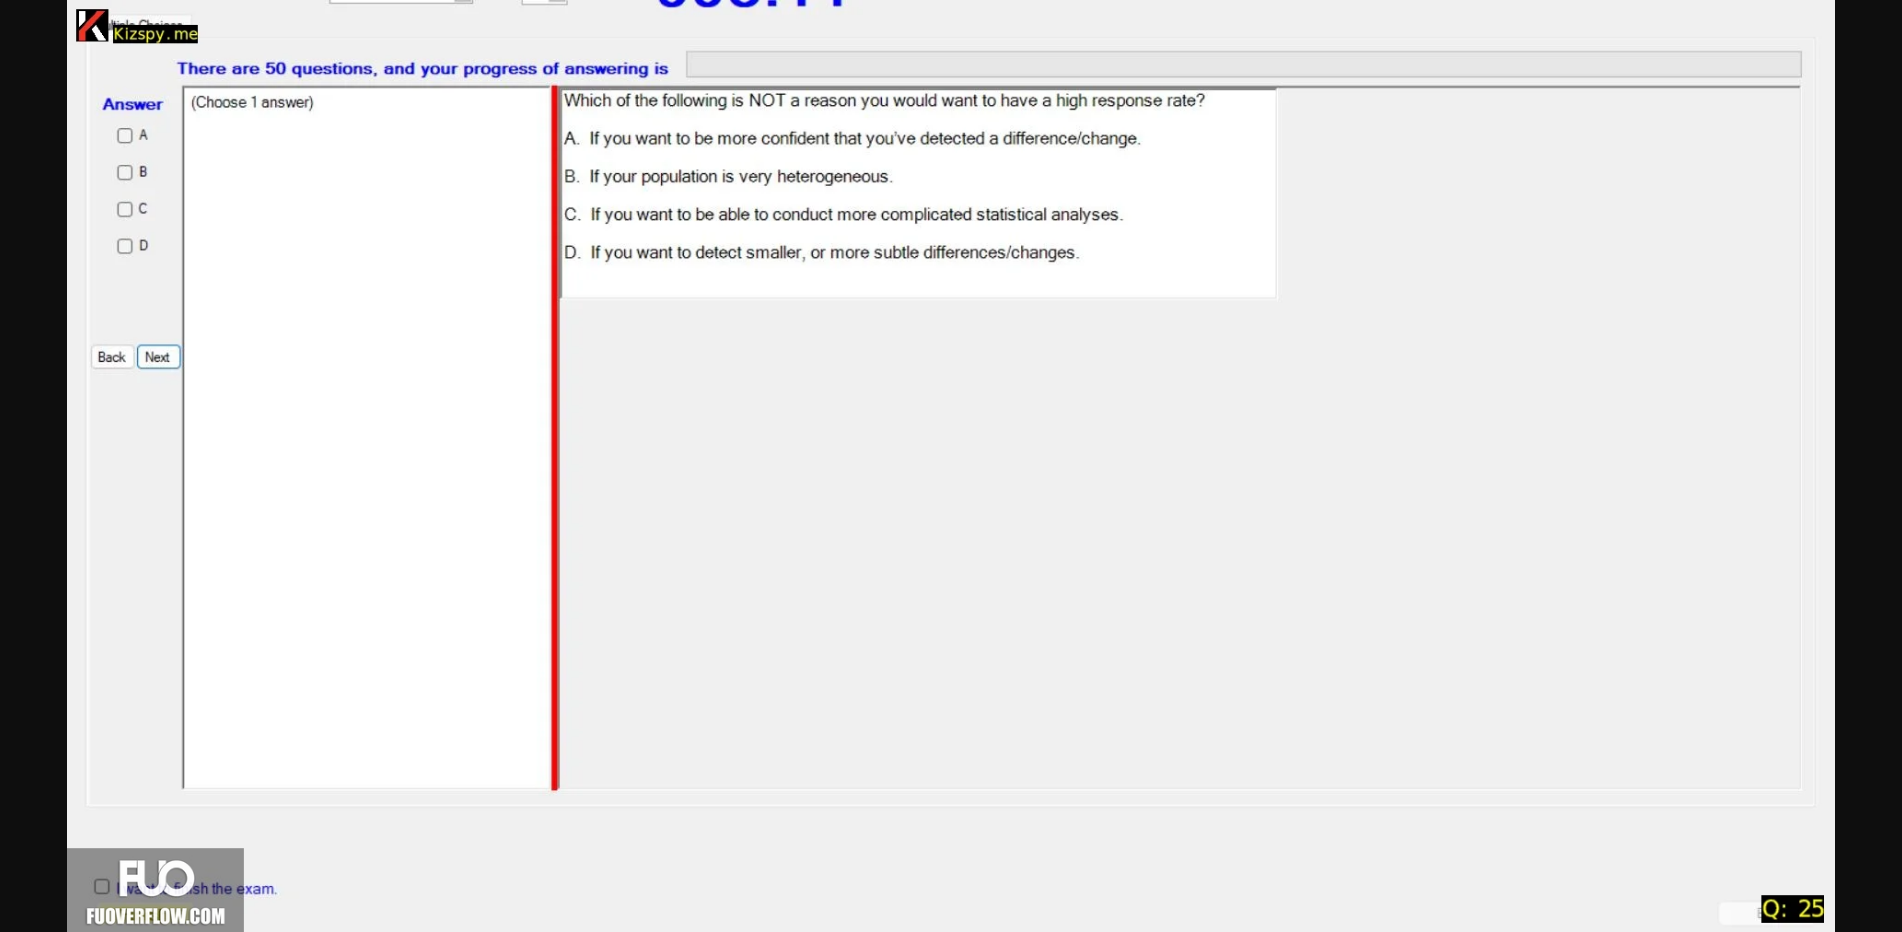 Kizspy.me
There are 50 questions, and your progress of answering is
Answer
(Choose 1 answer)
A
B
C
D
Back
Next
Which of the following is NOT a reason you would want to have a high response rate?
A. If you want to be more confident that you've detected a difference/change.
B. If your population is very heterogeneous.
C. If you want to be able to conduct more complicated statistical analyses.
D. If you want to detect smaller, or more subtle differences/changes.
FUO
the exam.
FUOVERFLOW.COM
Q: 25